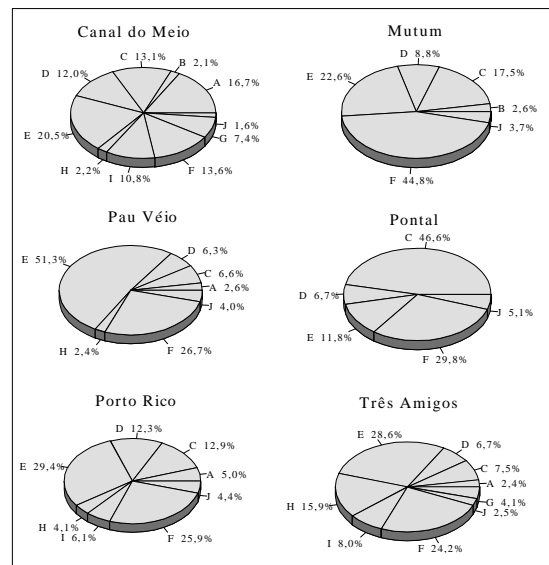 Canal do Meio
C 13,1%
B 2,1%
D 12,0%
A 16,7%
J 1,6%
E 20,5%
G 7,4%
H 2,2%
I 10,8%
F 13,6%
Mutum
D 8,8%
C 17,5%
E 22,6%
B 2,6%
J 3,7%
F 44,8%
Pau Véio
D 6,3%
E 51,3%
C 6,6%
A 2,6%
J 4,0%
H 2,4%
F 26,7%
Pontal
C 46,6%
D 6,7%
J 5,1%
E 11,8%
F 29,8%
Porto Rico
D 12,3%
C 12,9%
E 29,4%
A 5,0%
J 4,4%
H 4,1%
I 6,1%
F 25,9%
Três Amigos
E 28,6%
D 6,7%
C 7,5%
A 2,4%
H 15,9%
G 4,1%
J 2,5%
I 8,0%
F 24,2%